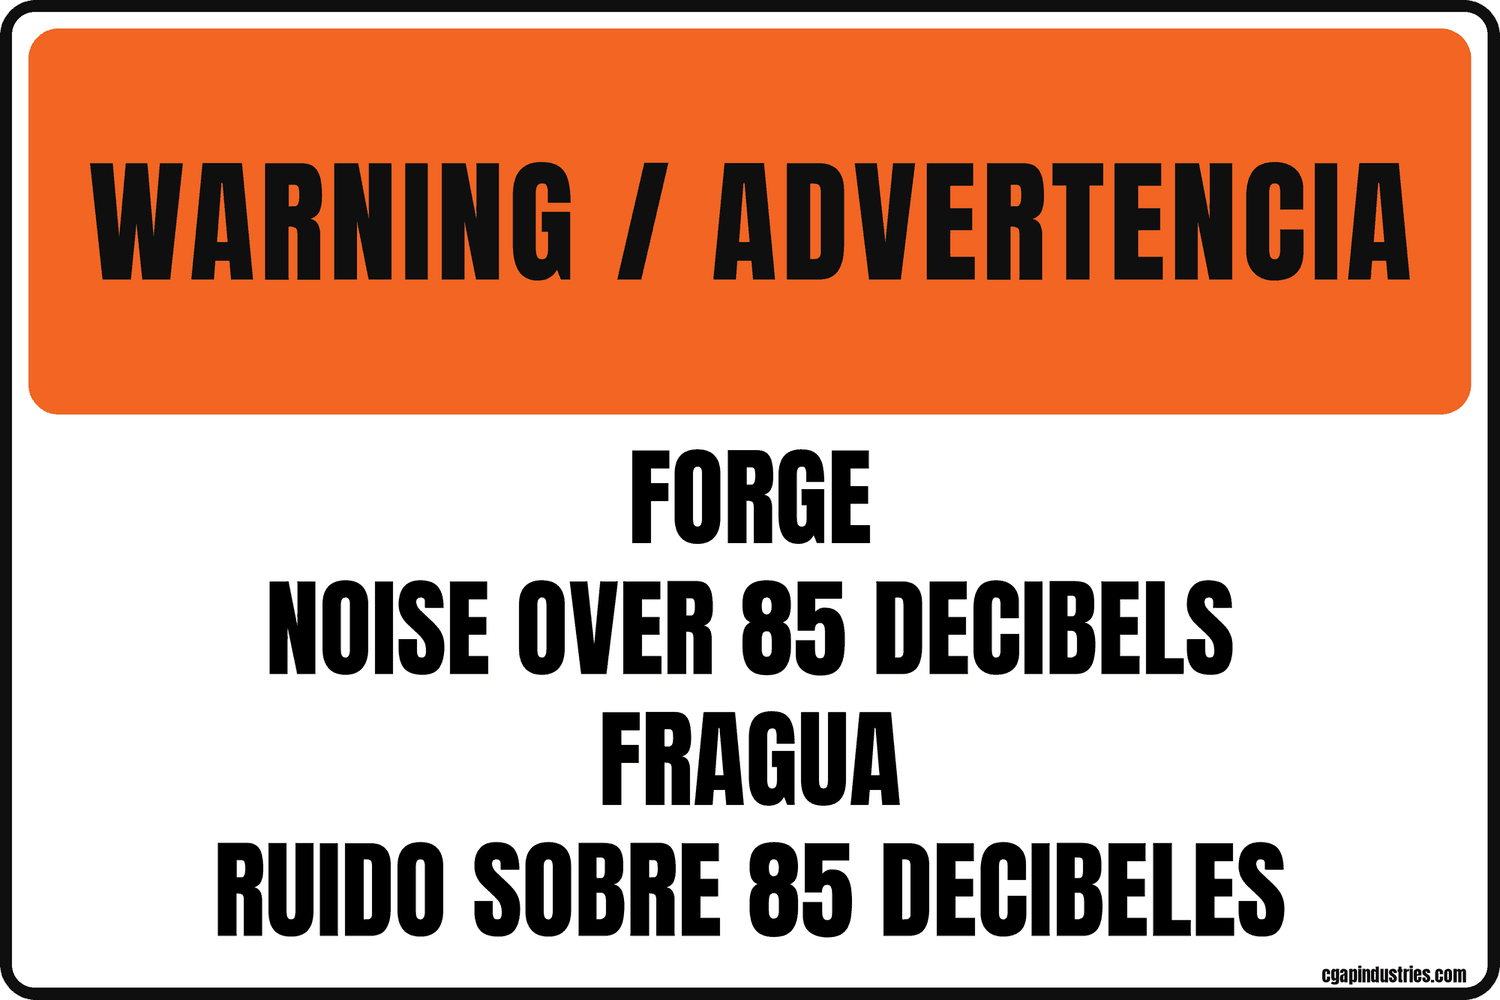 WARNING / ADVERTENCIA
FORGE
NOISE OVER 85 DECIBELS
FRAGUA
RUIDO SOBRE 85 DECIBELES
cgapindustries.com